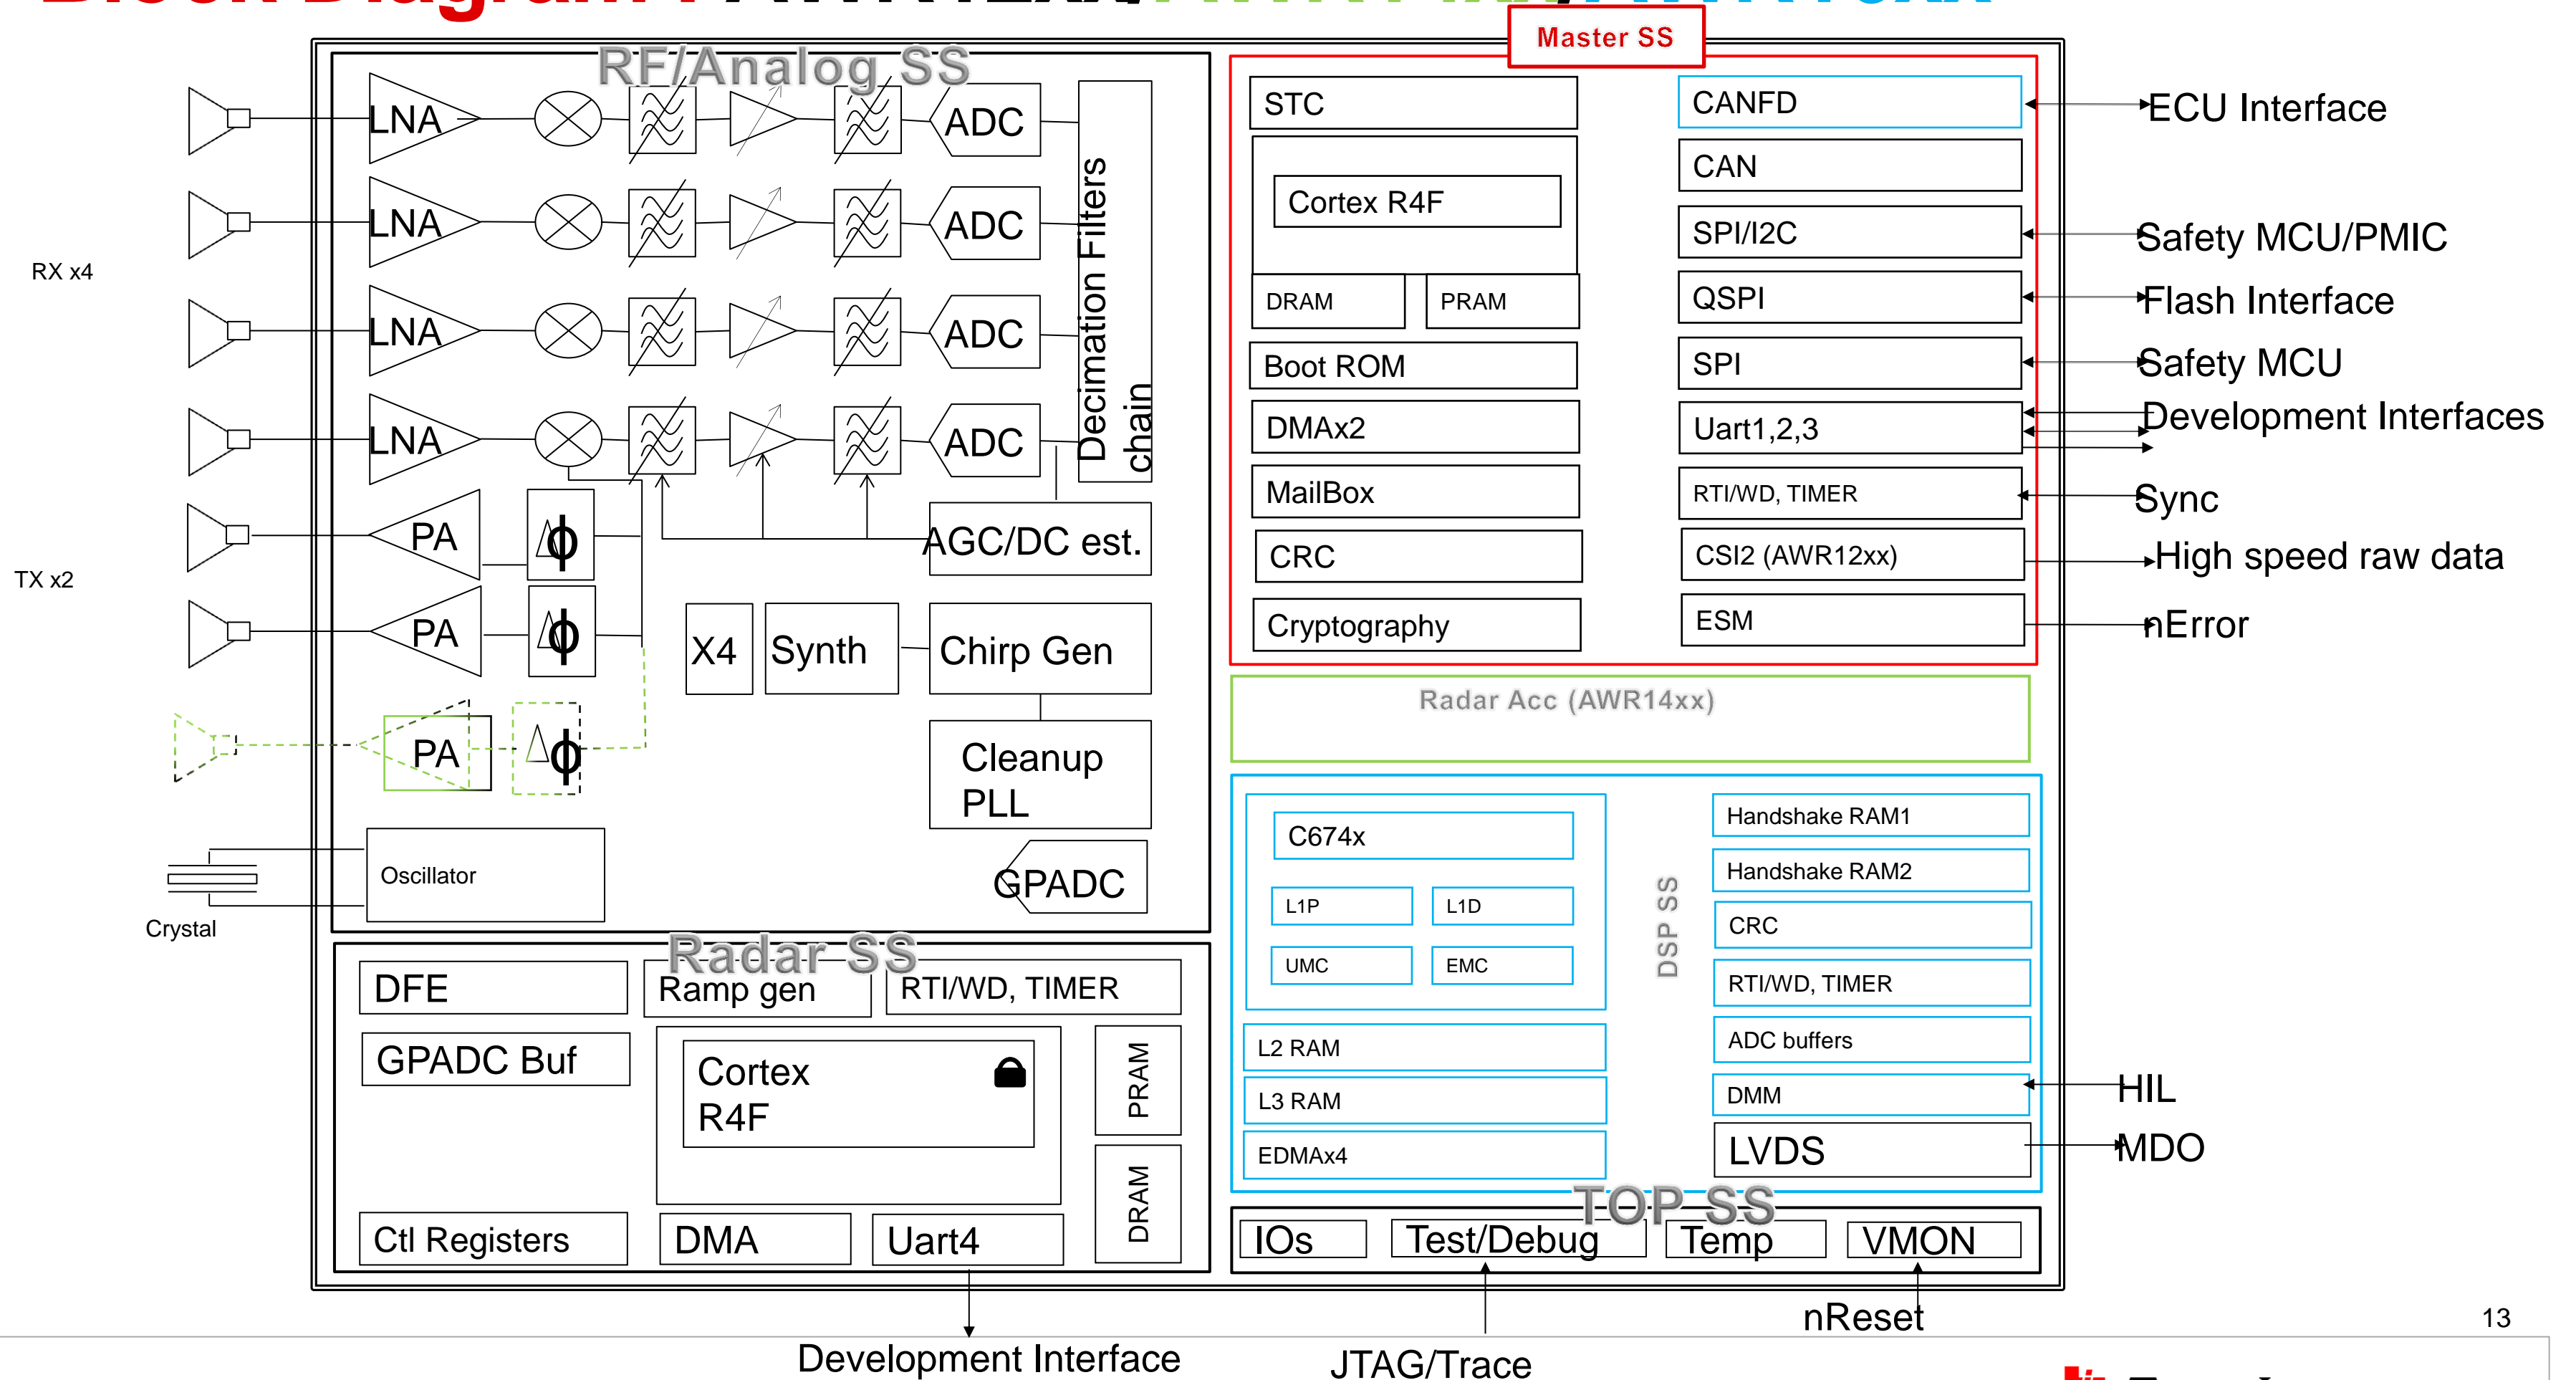 Block Diagram : AWR12xx/AWR14xx/AWR16xx
Master SS
RF/Analog SS
LNA
ADC
LNA
ADC
LNA
ADC
LNA
ADC
Decimation Filters
chain
RX x4
PA
ϕ
AGC/DC est.
TX x2
PA
ϕ
X4
Synth
Chirp Gen
PA
ϕ
Cleanup
PLL
Oscillator
GPADC
Crystal
Radar SS
DFE
Ramp gen
RTI/WD, TIMER
GPADC Buf
Cortex
R4F
PRAM
DRAM
Ctl Registers
DMA
Uart4
Development Interface
STC
Cortex R4F
DRAM
PRAM
Boot ROM
DMAx2
MailBox
CRC
Cryptography
CANFD
ECU Interface
CAN
SPI/I2C
Safety MCU/PMIC
QSPI
Flash Interface
SPI
Safety MCU
Uart1,2,3
Development Interfaces
RTI/WD, TIMER
Sync
CSI2 (AWR12xx)
High speed raw data
ESM
nError
Radar Acc (AWR14xx)
C674x
L1P
L1D
UMC
EMC
L2 RAM
L3 RAM
EDMAx4
DSP SS
Handshake RAM1
Handshake RAM2
CRC
RTI/WD, TIMER
ADC buffers
DMM
HIL
LVDS
MDO
TOP SS
IOs
Test/Debug
Temp
VMON
nReset
JTAG/Trace
13